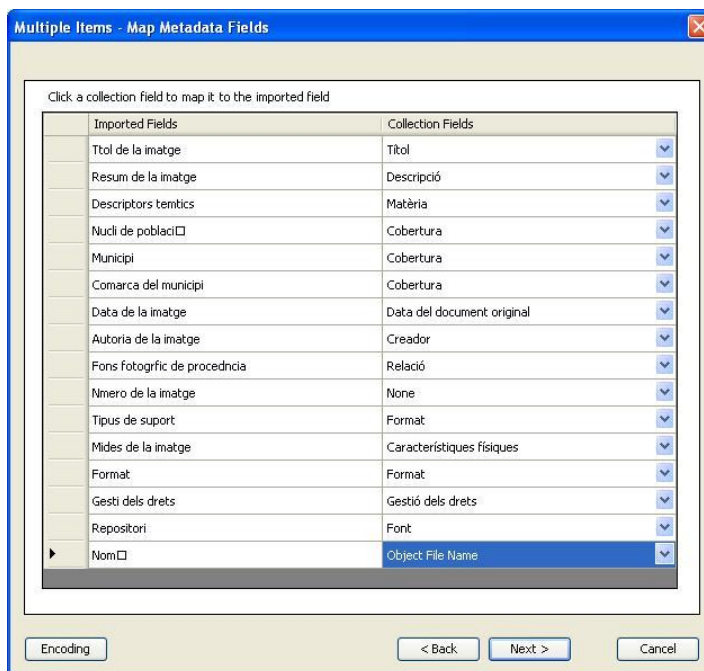 Multiple Items - Map Metadata Fields
Click a collection field to map it to the imported field
Imported Fields Collection Fields
Ttol de la imatge Títol
Resum de la imatge Descripció
Descriptors temtics Matèria
Nucli de poblaci□ Cobertura
Municipi Cobertura
Comarca del municipi Cobertura
Data de la imatge Data del document original
Autoria de la imatge Creador
Fons fotogrfic de procedncia Relació
Nmero de la imatge None
Tipus de suport Format
Mides de la imatge Característiques físiques
Format Format
Gesti dels drets Gestió dels drets
Repositori Font
Nom□ Object File Name
Encoding < Back Next > Cancel